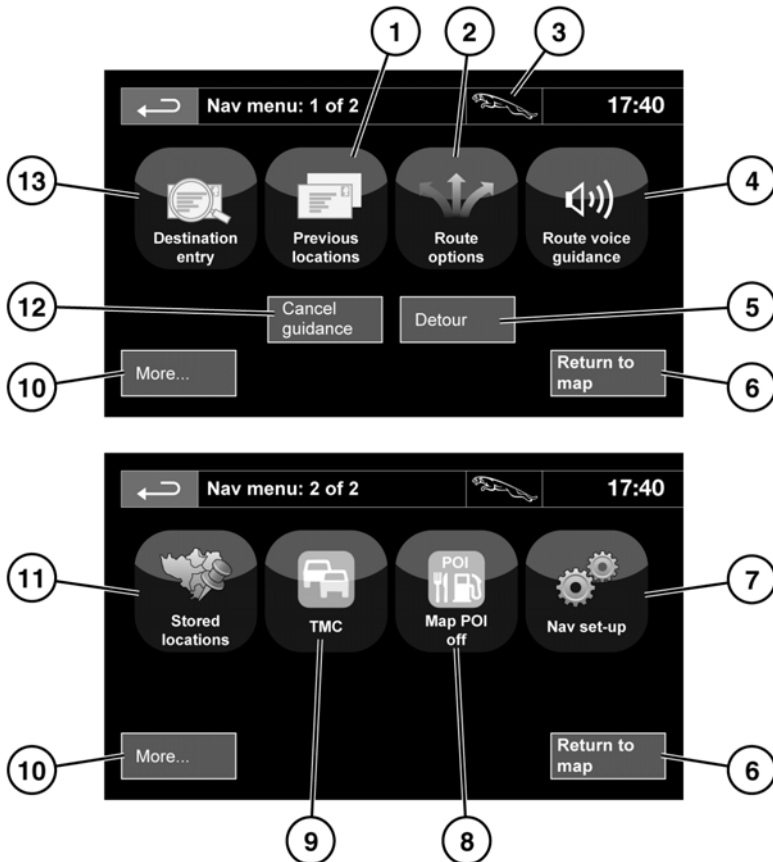 1 2 3
Nav menu: 1 of 2 17:40
13 4
Destination entry
Previous locations
Route options
Route voice guidance
12 Cancel guidance
Detour 5
10 More...
Return to map 6
Nav menu: 2 of 2 17:40
11 POI 7
Stored locations
TMC
Map POI off
Nav set-up
10 More...
Return to map 6
9 8